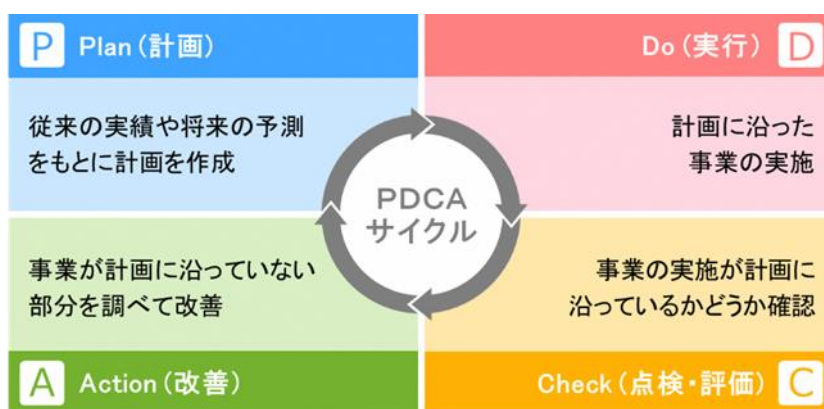 P Plan(計画)
従来の実績や将来の予測
をもとに計画を作成
Do(実行) D
計画に沿った
事業の実施
PDCA
サイクル
事業が計画に沿っていない
部分を調べて改善
A Action(改善)
事業の実施が計画に
沿っているかどうか確認
Check(点検・評価) C